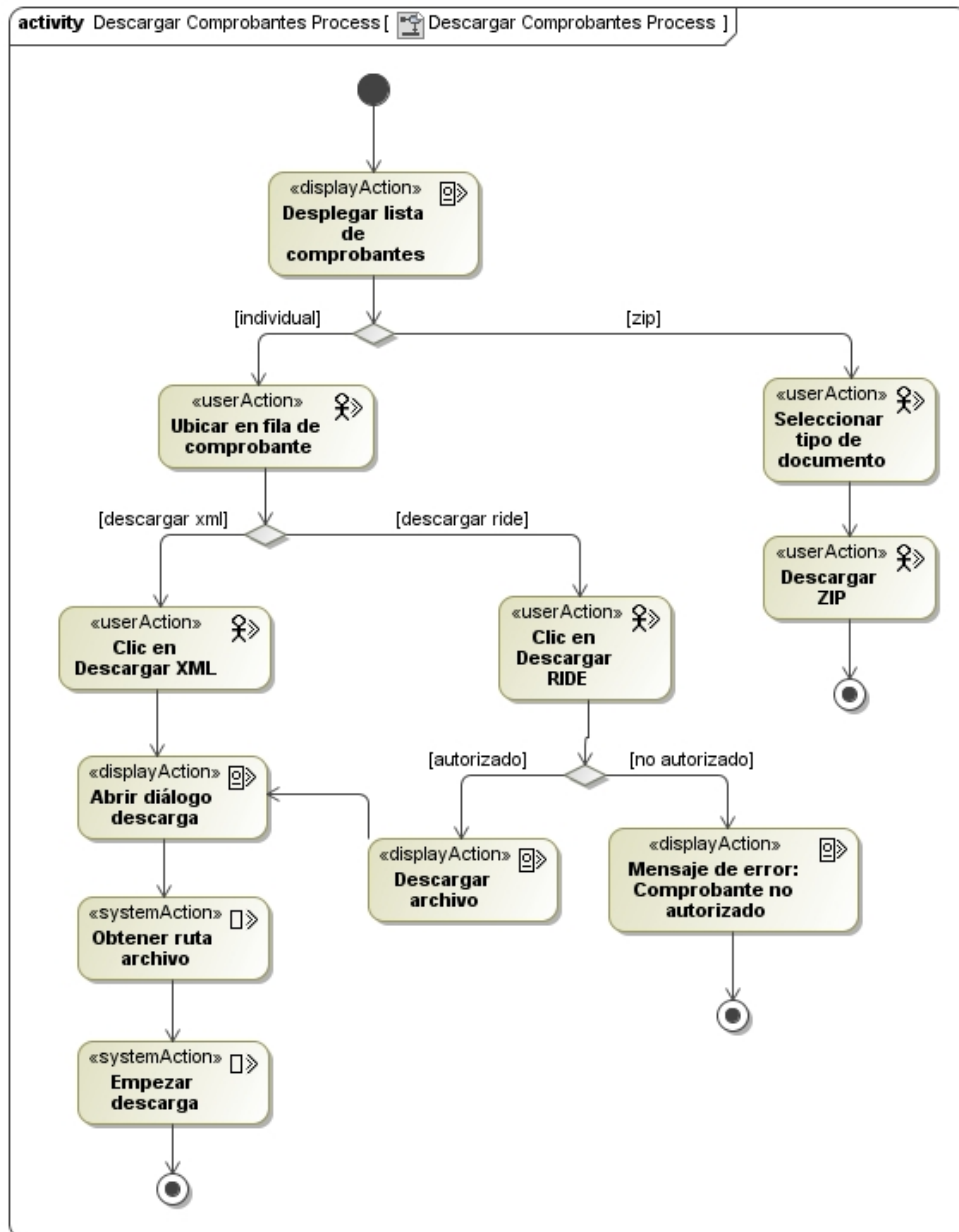 activity Descargar Comprobantes Process [ Descargar Comprobantes Process ]
«displayAction»
Desplegar lista
de
comprobantes
[individual]
[zip]
«userAction»
Ubicar en fila de
comprobante
«userAction»
Seleccionar
tipo de
documento
[descargar xml]
[descargar ride]
«userAction»
Descargar
ZIP
«userAction»
Clic en
Descargar XML
«userAction»
Clic en
Descargar
RIDE
[autorizado]
[no autorizado]
«displayAction»
Abrir diálogo
descarga
«displayAction»
Descargar
archivo
«displayAction»
Mensaje de error:
Comprobante no
autorizado
«systemAction»
Obtener ruta
archivo
«systemAction»
Empezar
descarga